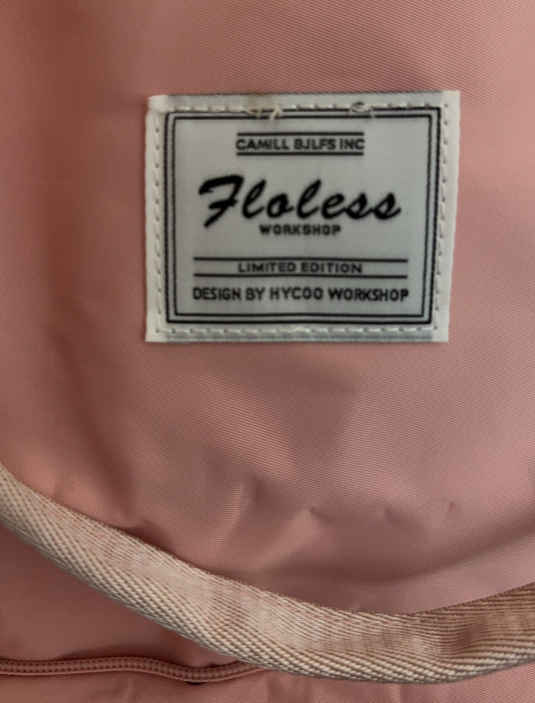 CAMILL BJLFS INC
Floless
WORKSHOP
LIMITED EDITION
DESIGN BY HYCOO WORKSHOP